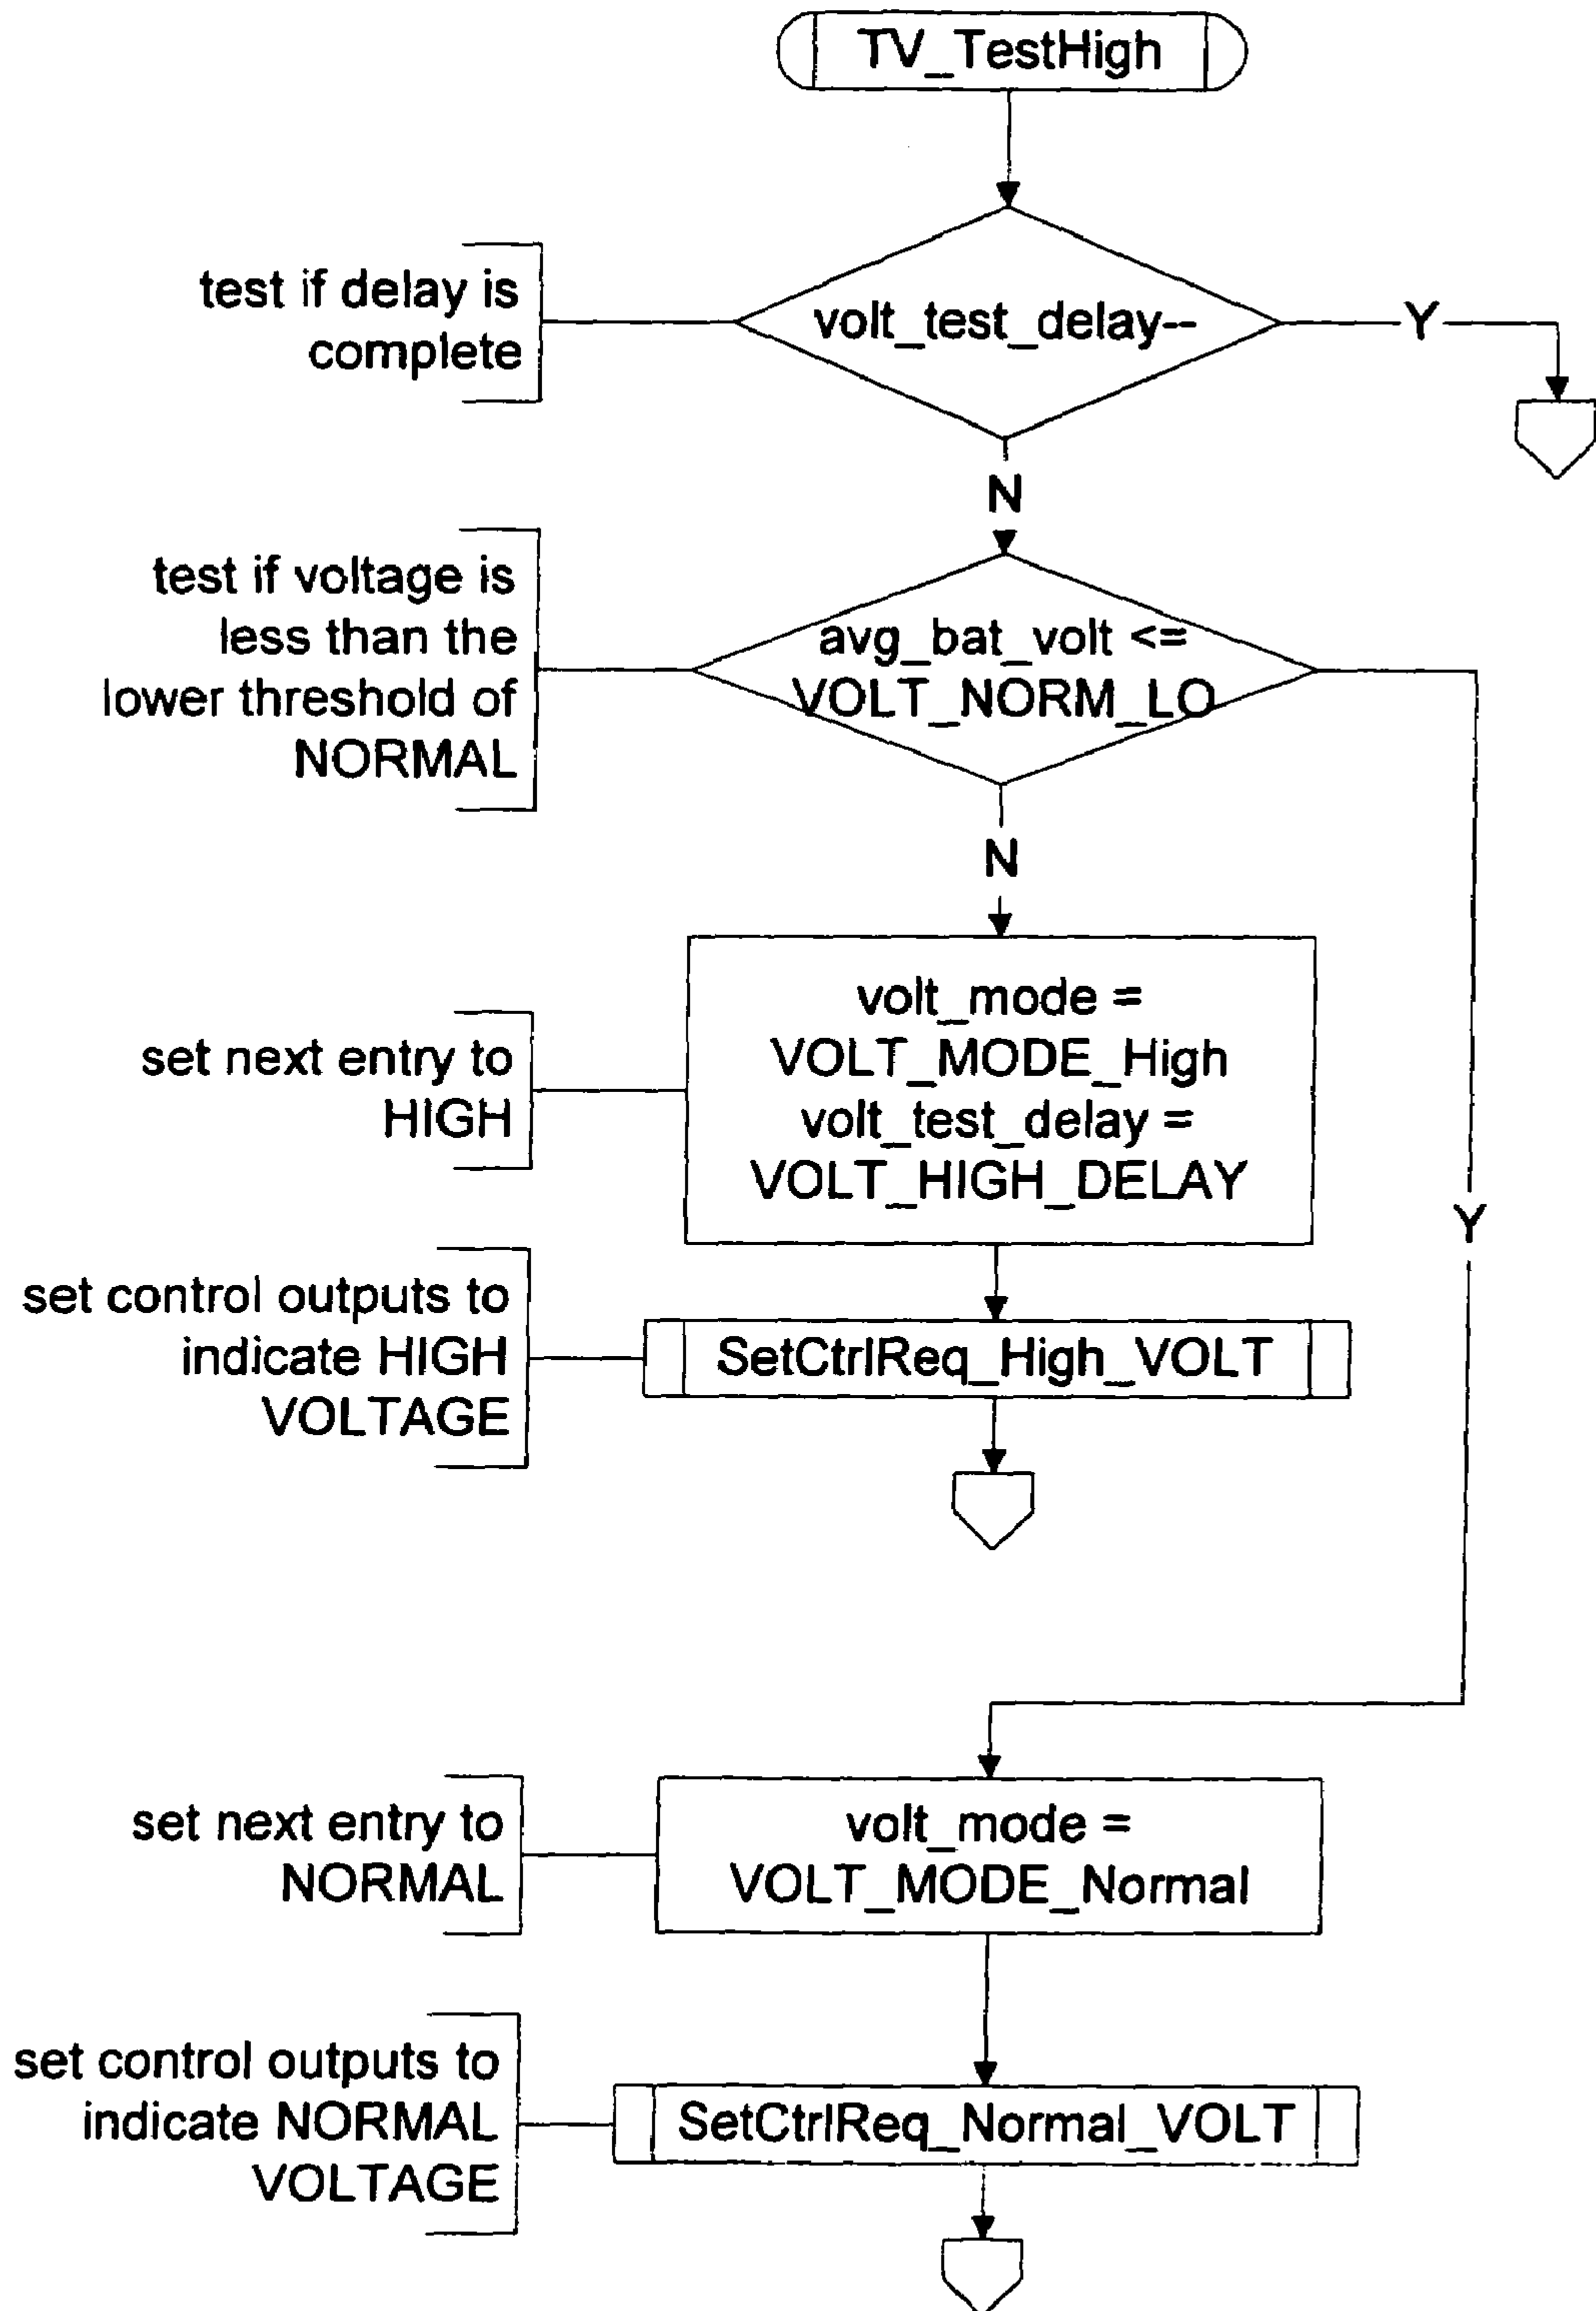 TV_TestHigh
test if delay is
complete
volt_test_delay--
Y
N
test if voltage is
less than the
lower threshold of
NORMAL
avg_bat_volt <=
VOLT_NORM_LO
N
set next entry to
HIGH
volt_mode =
VOLT_MODE_High
volt_test_delay =
VOLT_HIGH_DELAY
Y
set control outputs to
indicate HIGH
VOLTAGE
SetCtrlReq_High_VOLT
set next entry to
NORMAL
volt_mode =
VOLT_MODE_Normal
set control outputs to
indicate NORMAL
VOLTAGE
SetCtrlReq_Normal_VOLT